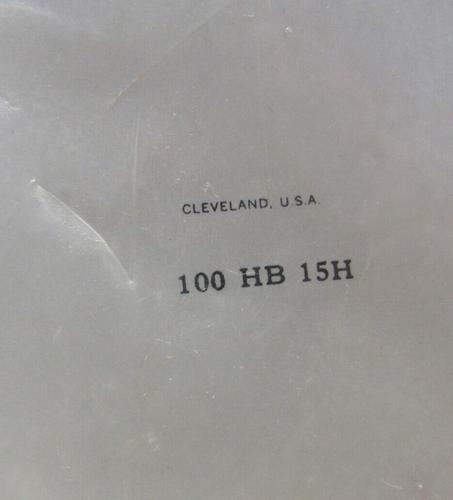 CLEVELAND, U.S.A.
100 HB 15H